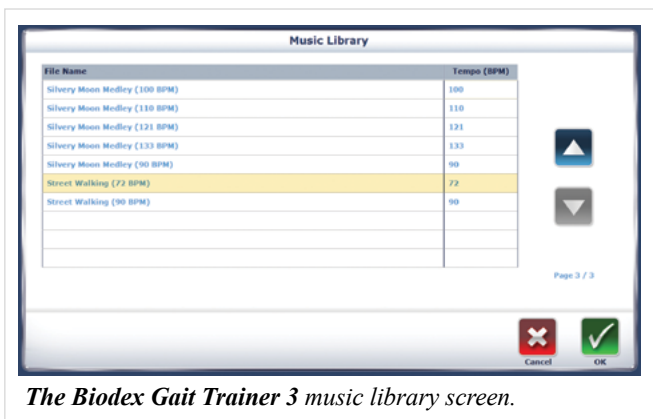 Music Library
File Name Tempo (BPM)
Silvery Moon Medley (100 BPM) 100
Silvery Moon Medley (110 BPM) 110
Silvery Moon Medley (121 BPM) 121
Silvery Moon Medley (133 BPM) 133
Silvery Moon Medley (90 BPM) 90
Street Walking (72 BPM) 72
Street Walking (90 BPM) 90
Page 3 / 3
Cancel OK
The Biodex Gait Trainer 3 music library screen.